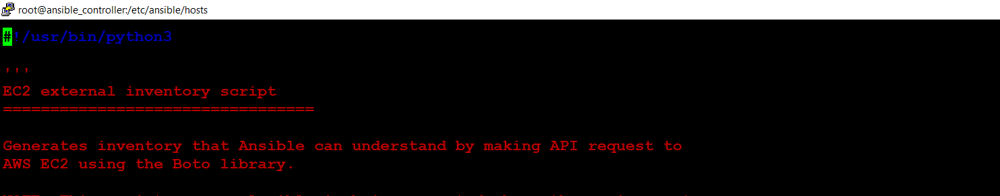 root@ansible_controller:/etc/ansible/hosts
#!/usr/bin/python3
'''
EC2 external inventory script
=================================
Generates inventory that Ansible can understand by making API request to
AWS EC2 using the Boto library.